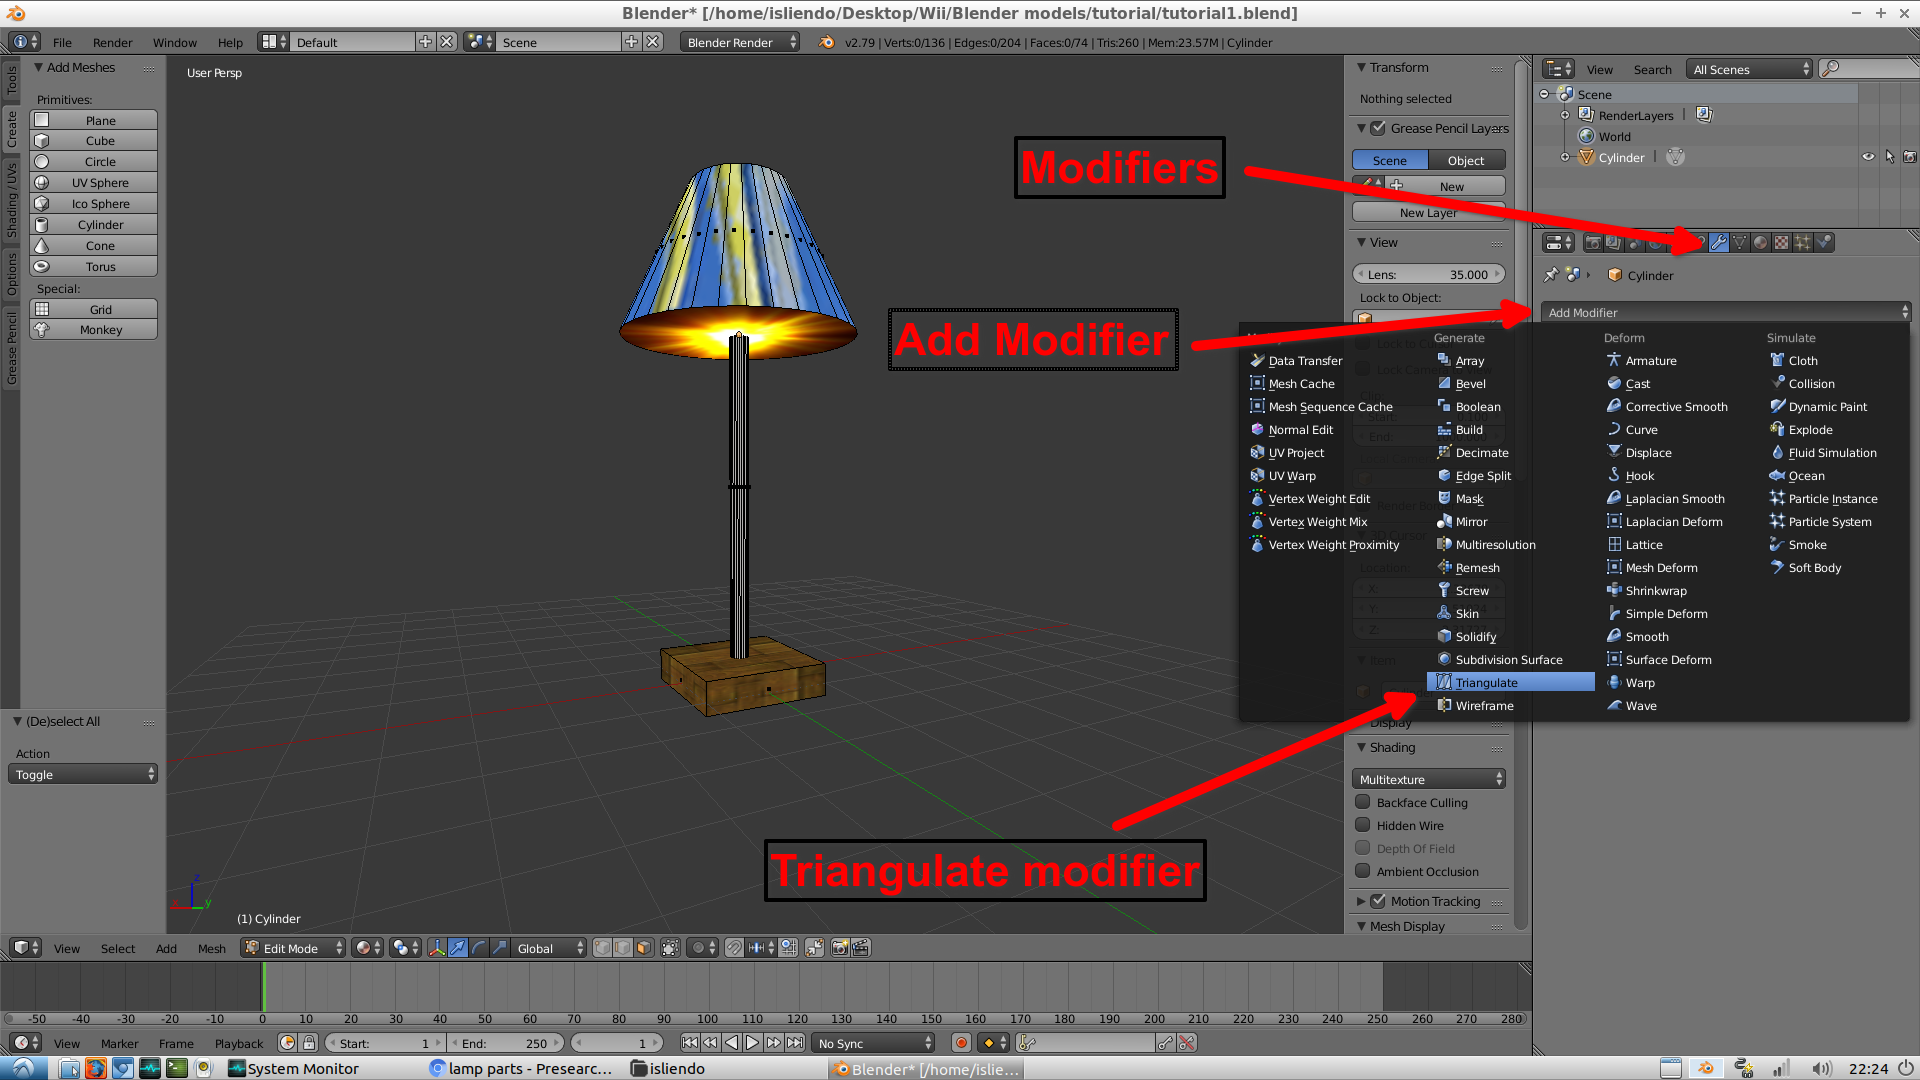 Blender* [/home/isliendo/Desktop/Wii/Blender models/tutorial/tutorial1.blend]
File Render Window Help Default Scene Blender Render v2.79 | Verts:0/136 | Edges:0/204 | Faces:0/74 | Tris:260 | Mem:23.57M | Cylinder
Tools
Create
Shading / UVs
Options
Grease Pencil
Add Meshes
Primitives:
Plane
Cube
Circle
UV Sphere
Ico Sphere
Cylinder
Cone
Torus
Special:
Grid
Monkey
(De)select All
Action
Toggle
User Persp
Modifiers
Add Modifier
Triangulate modifier
(1) Cylinder
Z
Y
Transform
Nothing selected
Grease Pencil Layers
Scene Object
New
New Layer
View
Lens: 35.000
Lock to Object:
View Search All Scenes
Scene
RenderLayers |
World
Cylinder |
Cylinder
Add Modifier
Data Transfer
Mesh Cache
Mesh Sequence Cache
Normal Edit
UV Project
UV Warp
Vertex Weight Edit
Vertex Weight Mix
Vertex Weight Proximity
Generate
Array
Bevel
Boolean
Build
Decimate
Edge Split
Mask
Mirror
Multiresolution
Remesh
Screw
Skin
Solidify
Subdivision Surface
Triangulate
Wireframe
Deform
Armature
Cast
Corrective Smooth
Curve
Displace
Hook
Laplacian Smooth
Laplacian Deform
Lattice
Mesh Deform
Shrinkwrap
Simple Deform
Smooth
Surface Deform
Warp
Wave
Simulate
Cloth
Collision
Dynamic Paint
Explode
Fluid Simulation
Ocean
Particle Instance
Particle System
Smoke
Soft Body
Display
Shading
Multitexture
Backface Culling
Hidden Wire
Depth Of Field
Ambient Occlusion
Motion Tracking
Mesh Display
View Select Add Mesh Edit Mode Global
-50 -40 -30 -20 -10 0 10 20 30 40 50 60 70 80 90 100 110 120 130 140 150 160 170 180 190 200 210 220 230 240 250 260 270 280
View Marker Frame Playback Start: 1 End: 250 1 No Sync
System Monitor lamp parts - Presearc... isliendo Blender* [/home/islie... 22:24